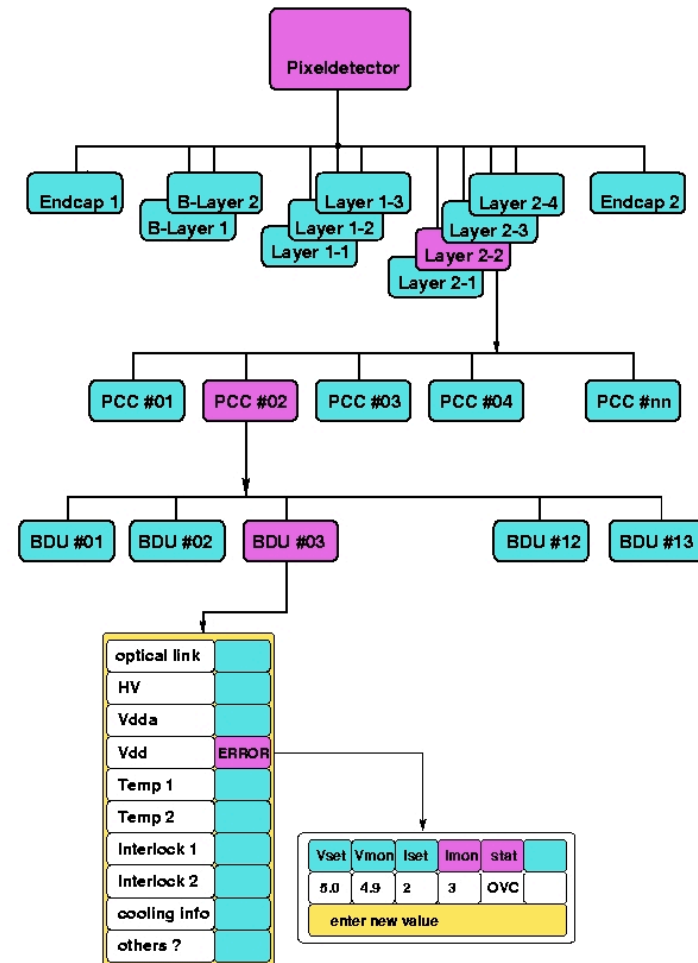 Pixeldetector
Endcap 1
B-Layer 2
B-Layer 1
Layer 1-3
Layer 1-2
Layer 1-1
Layer 2-4
Layer 2-3
Layer 2-2
Layer 2-1
Endcap 2
PCC #01
PCC #02
PCC #03
PCC #04
PCC #nn
BDU #01
BDU #02
BDU #03
BDU #12
BDU #13
optical link
HV
Vdda
Vdd ERROR
Temp 1
Temp 2
Interlock 1
Interlock 2
cooling info
others ?
Vset Vmon Iset Imon stat
5.0 4.9 2 3 OVC
enter new value